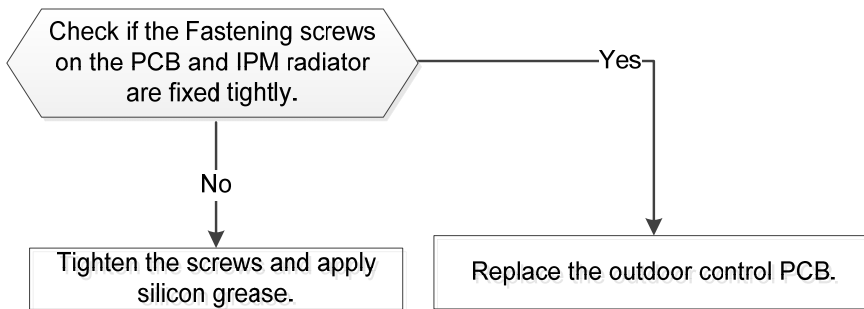 Check if the Fastening screws
on the PCB and IPM radiator
are fixed tightly.
Yes
No
Tighten the screws and apply
silicon grease.
Replace the outdoor control PCB.